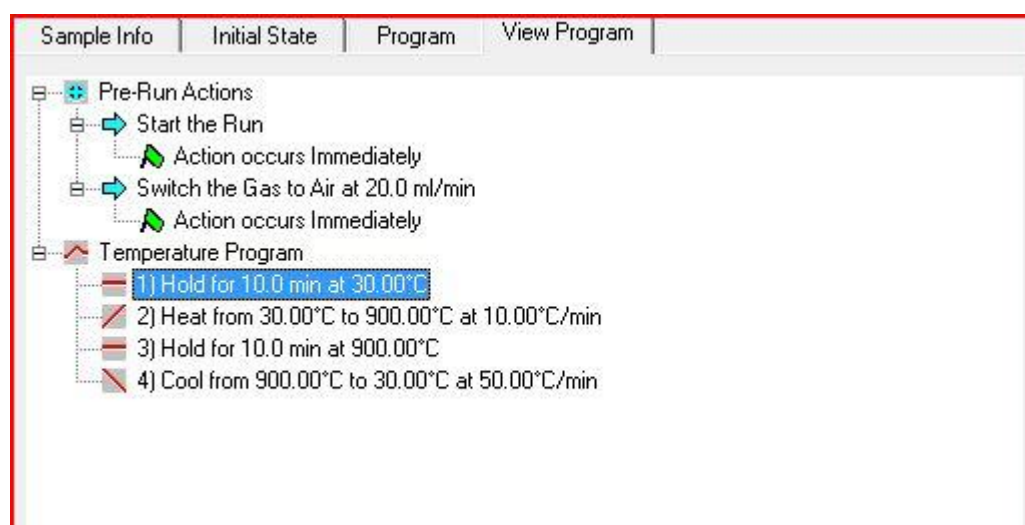 Sample Info Initial State Program View Program
Pre-Run Actions
Start the Run
Action occurs Immediately
Switch the Gas to Air at 20.0 ml/min
Action occurs Immediately
Temperature Program
1) Hold for 10.0 min at 30.00°C
2) Heat from 30.00°C to 900.00°C at 10.00°C/min
3) Hold for 10.0 min at 900.00°C
4) Cool from 900.00°C to 30.00°C at 50.00°C/min